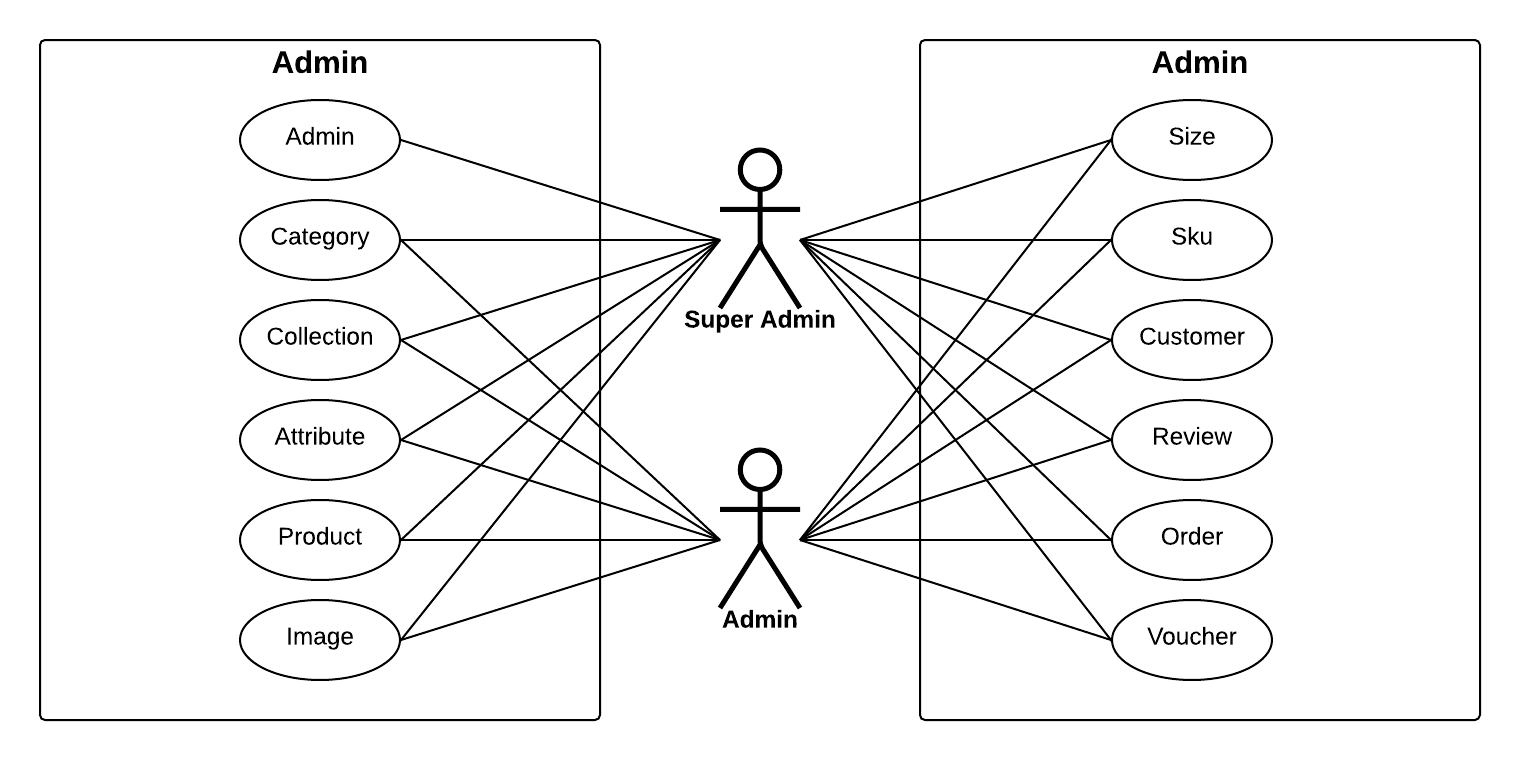 Admin
Admin
Category
Collection
Attribute
Product
Image
Super Admin
Admin
Admin
Size
Sku
Customer
Review
Order
Voucher